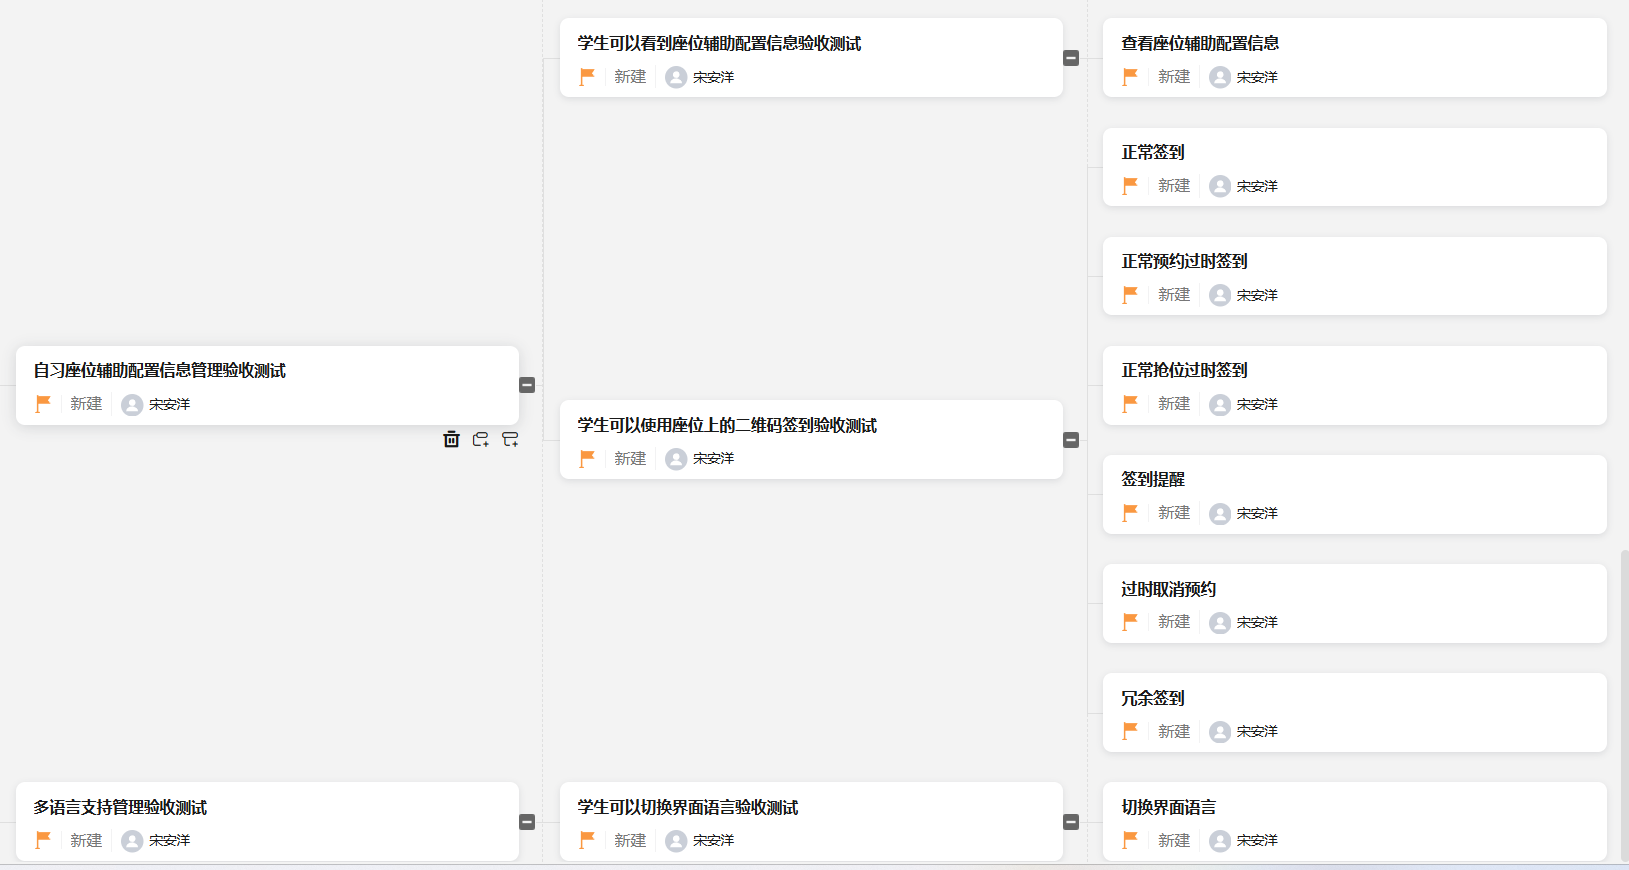 学生可以看到座位辅助配置信息验收测试
新建 宋安洋
查看座位辅助配置信息
新建 宋安洋
正常签到
新建 宋安洋
正常预约过时签到
新建 宋安洋
自习座位辅助配置信息管理验收测试
新建 宋安洋
正常抢位过时签到
新建 宋安洋
学生可以使用座位上的二维码签到验收测试
新建 宋安洋
签到提醒
新建 宋安洋
过时取消预约
新建 宋安洋
冗余签到
新建 宋安洋
多语言支持管理验收测试
新建 宋安洋
学生可以切换界面语言验收测试
新建 宋安洋
切换界面语言
新建 宋安洋